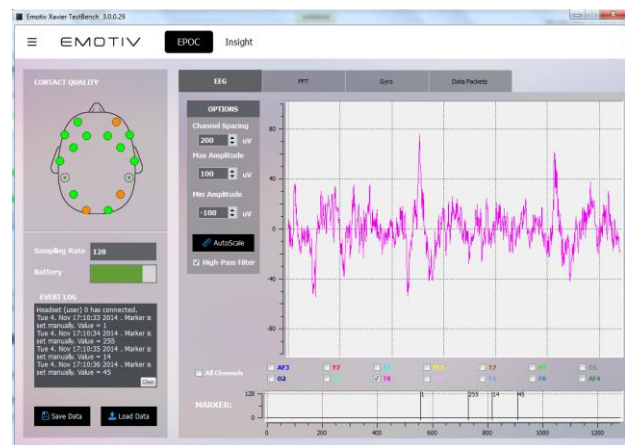 Emotiv Xavier TestBench 3.0.0.29
EMOTIV
EPOC
Insight
CONTACT QUALITY
EEG
FFT
Gyro
Data Packets
OPTIONS
Channel Spacing
200 uV
Max Amplitude
100 uV
Min Amplitude
-100 uV
AutoScale
High-Pass Filter
80
40
0
-40
-80
Sampling Rate 128
Battery
EVENT LOG
Headset (user) 0 has connected.
Tue 4. Nov 17:10:33 2014 . Marker is
set manually. Value = 1
Tue 4. Nov 17:10:34 2014 . Marker is
set manually. Value = 255
Tue 4. Nov 17:10:35 2014 . Marker is
set manually. Value = 14
Tue 4. Nov 17:10:36 2014 . Marker is
set manually. Value = 45
Clear
Save Data
Load Data
All Channels
AF3 F7 T7 O1
O2 T8 F8 AF4
MARKER:
128
0
1 255 14 45
0 200 400 600 800 1000 1200